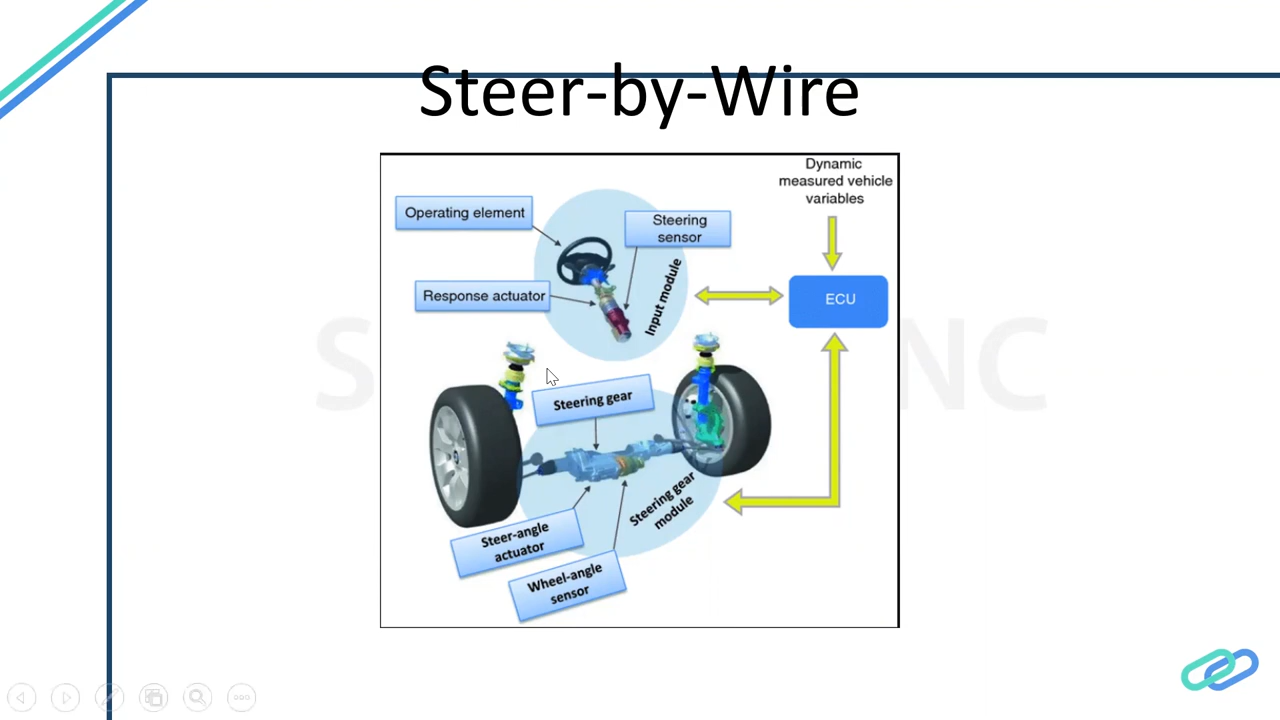 Steer-by-Wire
Dynamic
measured vehicle
variables
Operating element
Steering
sensor
Response actuator
Input module
ECU
Steering gear
Steering gear
module
Steer-angle
actuator
Wheel-angle
sensor